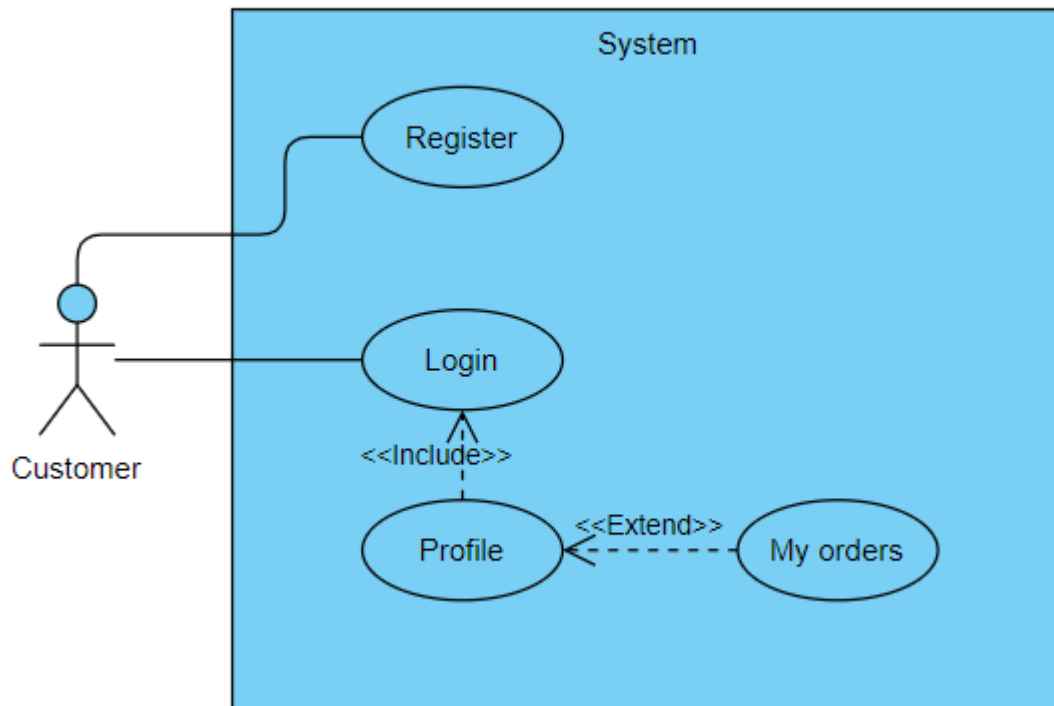 System
Register
Login
Customer
<<Include>>
<<Extend>>
Profile
My orders